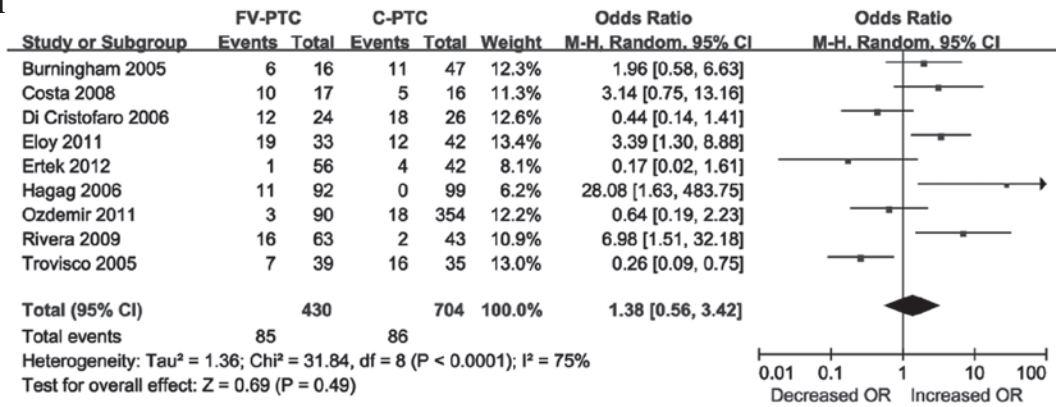 FV-PTC C-PTC Odds Ratio Odds Ratio
Study or Subgroup Events Total Events Total Weight M-H, Random, 95% CI M-H, Random, 95% CI
Burningham 2005 6 16 11 47 12.3% 1.96 [0.58, 6.63]
Costa 2008 10 17 5 16 11.3% 3.14 [0.75, 13.16]
Di Cristofaro 2006 12 24 18 26 12.6% 0.44 [0.14, 1.41]
Eloy 2011 19 33 12 42 13.4% 3.39 [1.30, 8.88]
Ertek 2012 1 56 4 42 8.1% 0.17 [0.02, 1.61]
Hagag 2006 11 92 0 99 6.2% 28.08 [1.63, 483.75]
Ozdemir 2011 3 90 18 354 12.2% 0.64 [0.19, 2.23]
Rivera 2009 16 63 2 43 10.9% 6.98 [1.51, 32.18]
Trovisco 2005 7 39 16 35 13.0% 0.26 [0.09, 0.75]
Total (95% CI) 430 704 100.0% 1.38 [0.56, 3.42]
Total events 85 86
Heterogeneity: Tau² = 1.36; Chi² = 31.84, df = 8 (P < 0.0001); I² = 75%
Test for overall effect: Z = 0.69 (P = 0.49)
0.01 0.1 1 10 100
Decreased OR Increased OR